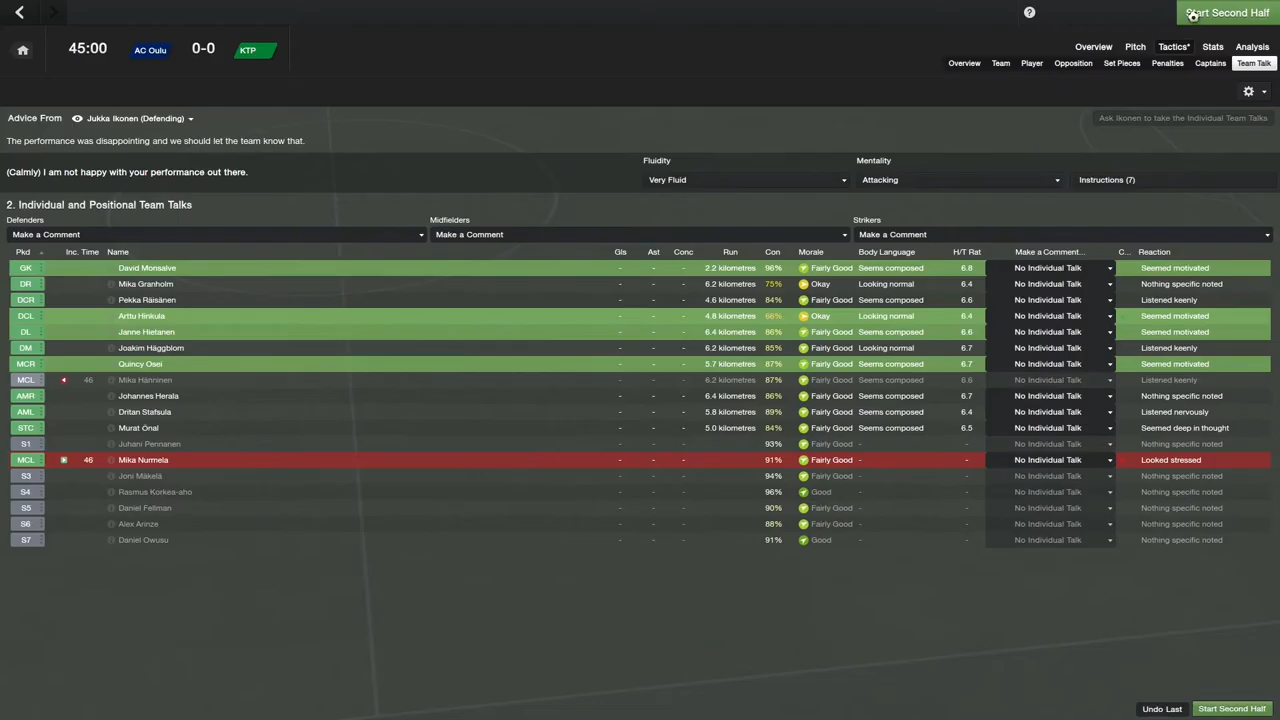 Start Second Half
45:00 AC Oulu 0-0 KTP
Overview Pitch Tactics* Stats Analysis
Overview Team Player Opposition Set Pieces Penalties Captains Team Talk
Advice From Jukka Ikonen (Defending) Ask Ikonen to take the Individual Team Talks
The performance was disappointing and we should let the team know that.
Fluidity Mentality
(Calmly) I am not happy with your performance out there.
Very Fluid Attacking Instructions (7)
2. Individual and Positional Team Talks
Defenders Midfielders Strikers
Make a Comment Make a Comment Make a Comment
Pkd Inc. Time Name Gls Ast Conc Run Con Morale Body Language H/T Rat Make a Comment... C... Reaction
GK David Monsalve - - - 2.2 kilometres 96% Fairly Good Seems composed 6.8 No Individual Talk Seemed motivated
DR Mika Granholm - - - 6.2 kilometres 75% Okay Looking normal 6.4 No Individual Talk Nothing specific noted
DCR Pekka Räisänen - - - 4.6 kilometres 84% Fairly Good Seems composed 6.6 No Individual Talk Listened keenly
DCL Arttu Hinkula - - - 4.8 kilometres 66% Okay Looking normal 6.4 No Individual Talk Seemed motivated
DL Janne Hietanen - - - 6.4 kilometres 86% Fairly Good Seems composed 6.6 No Individual Talk Seemed motivated
DM Joakim Häggblom - - - 6.2 kilometres 85% Fairly Good Looking normal 6.7 No Individual Talk Listened keenly
MCR Quincy Osei - - - 5.7 kilometres 87% Fairly Good Seems composed 6.7 No Individual Talk Seemed motivated
MCL 46 Mika Hänninen - - - 6.2 kilometres 87% Fairly Good Seems composed 6.6 No Individual Talk Listened keenly
AMR Johannes Herala - - - 6.4 kilometres 86% Fairly Good Seems composed 6.7 No Individual Talk Nothing specific noted
AML Dritan Stafsula - - - 5.8 kilometres 89% Fairly Good Seems composed 6.4 No Individual Talk Listened nervously
STC Murat Önal - - - 5.0 kilometres 84% Fairly Good Seems composed 6.5 No Individual Talk Seemed deep in thought
S1 Juhani Pennanen - - - 93% Fairly Good - - No Individual Talk Nothing specific noted
MCL 46 Mika Nurmela - - - 91% Fairly Good - - No Individual Talk Looked stressed
S3 Joni Mäkelä - - - 94% Fairly Good - - No Individual Talk Nothing specific noted
S4 Rasmus Korkea-aho - - - 96% Good - - No Individual Talk Nothing specific noted
S5 Daniel Fellman - - - 90% Fairly Good - - No Individual Talk Nothing specific noted
S6 Alex Arinze - - - 88% Fairly Good - - No Individual Talk Nothing specific noted
S7 Daniel Owusu - - - 91% Good - - No Individual Talk Nothing specific noted
Undo Last Start Second Half